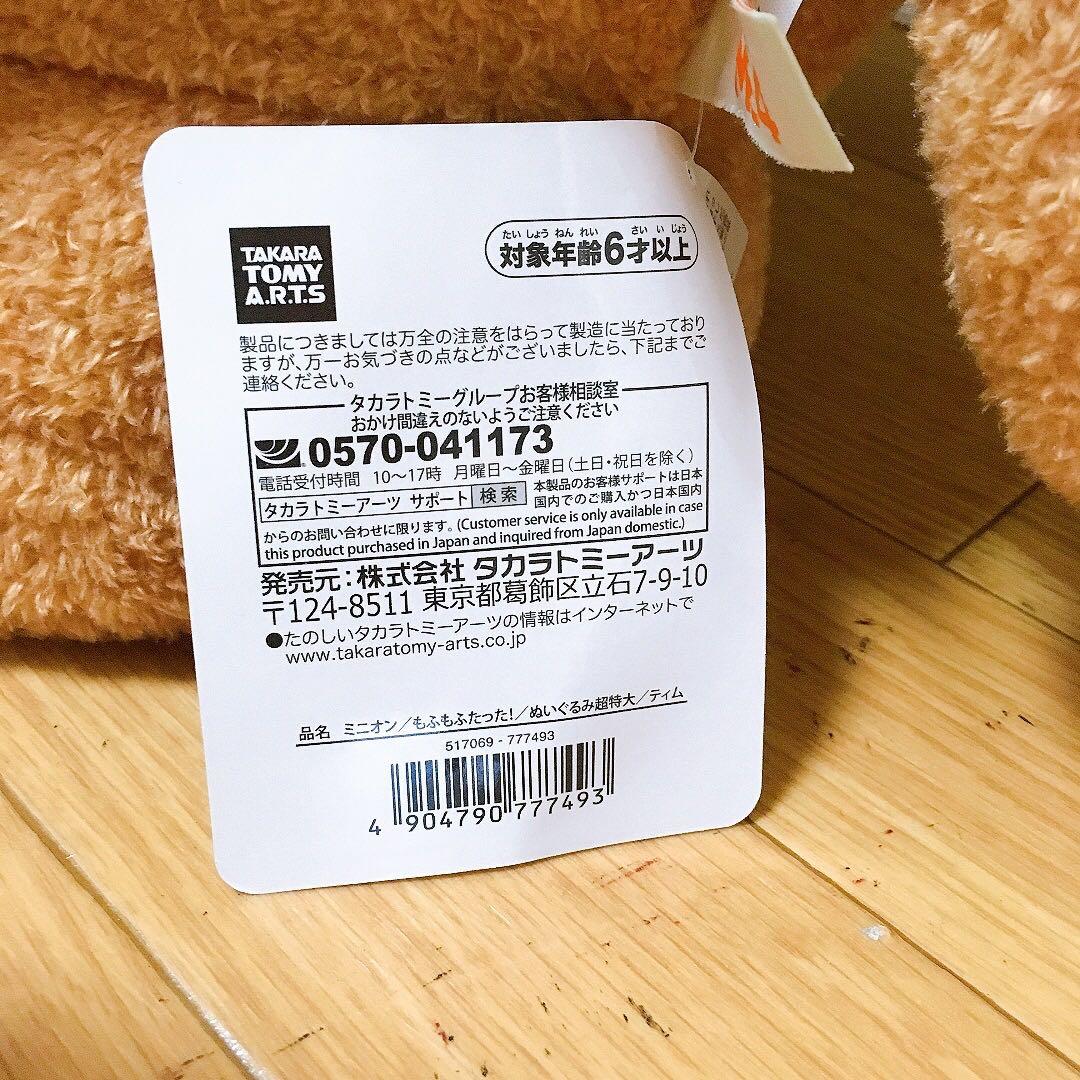 M4
TAKARA
TOMY
A.R.T.S
たいしょうねんれい さいいじょう
対象年齢6才以上
製品につきましては万全の注意をはらって製造に当たっており
ますが、万一お気づきの点などがございましたら、下記までご
連絡ください。
タカラトミーグループお客様相談室
おかけ間違えのないようご注意ください
0570-041173
電話受付時間 10〜17時 月曜日〜金曜日(土日・祝日を除く)
タカラトミーアーツ サポート 検索
本製品のお客様サポートは日本
国内でのご購入かつ日本国内
からのお問い合わせに限ります。(Customer service is only available in case
this product purchased in Japan and inquired from Japan domestic.)
発売元:株式会社 タカラトミーアーツ
〒124-8511 東京都葛飾区立石7-9-10
●たのしいタカラトミーアーツの情報はインターネットで
www.takaratomy-arts.co.jp
品名 ミニオン/もふもふたった!/ぬいぐるみ超特大/ティム
517069-777493
4 904790 777493